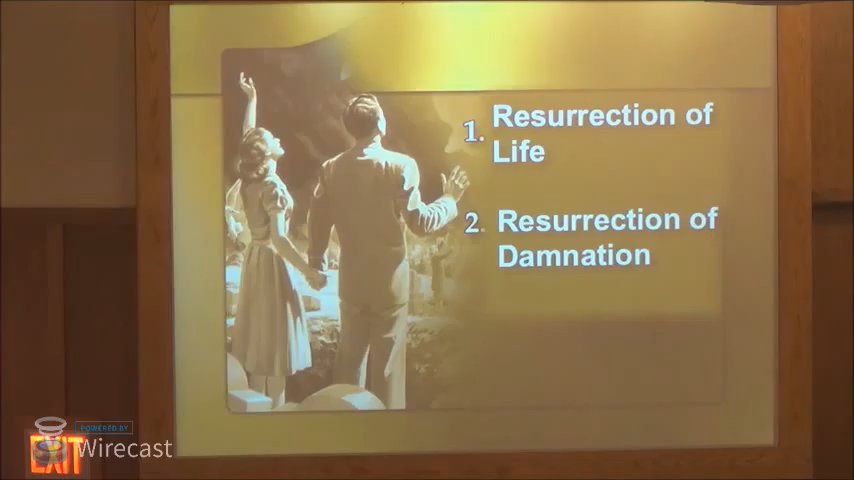 1. Resurrection of
Life
2. Resurrection of
Damnation
POWERED BY
Wirecast
EXIT